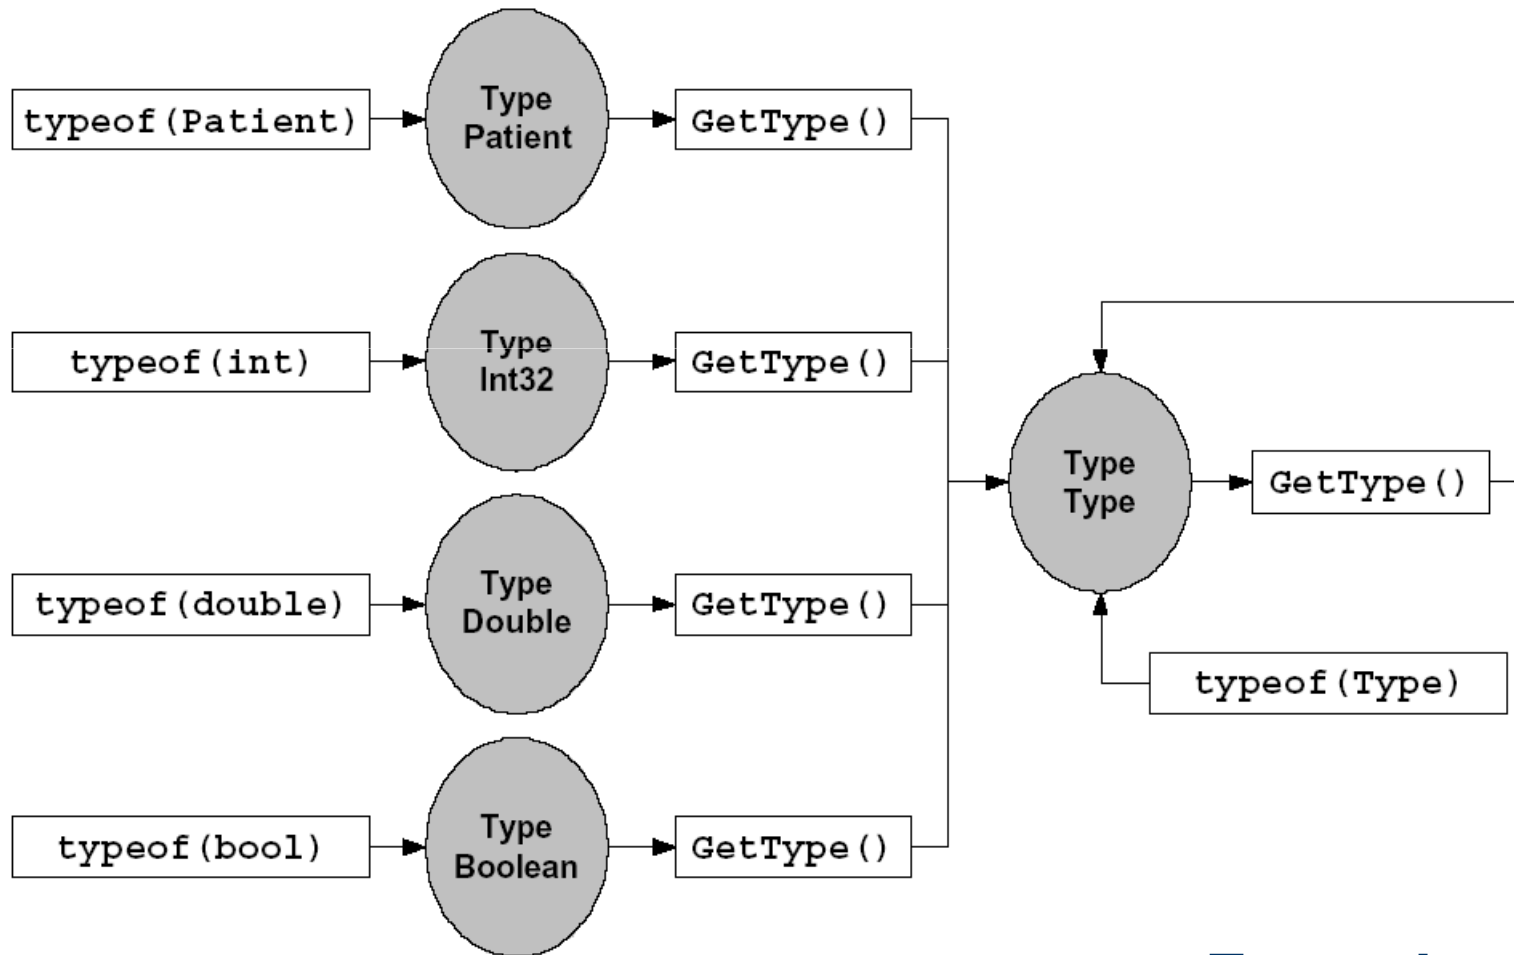 typeof(Patient)
Type
Patient
GetType()
typeof(int)
Type
Int32
GetType()
Type
Type
GetType()
typeof(double)
Type
Double
GetType()
typeof(Type)
typeof(bool)
Type
Boolean
GetType()